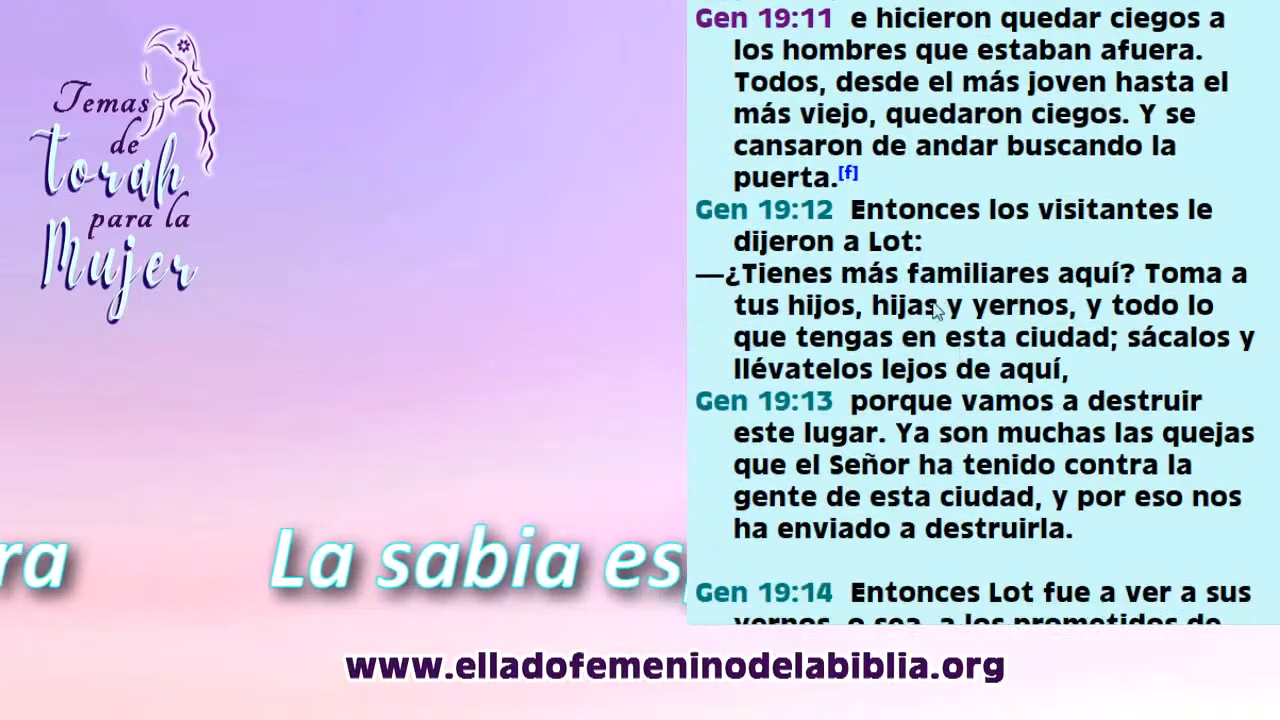 Temas
de
Torah
para la
Mujer
Gen 19:11 e hicieron quedar ciegos a
los hombres que estaban afuera.
Todos, desde el más joven hasta el
más viejo, quedaron ciegos. Y se
cansaron de andar buscando la
puerta.[f]
Gen 19:12 Entonces los visitantes le
dijeron a Lot:
—¿Tienes más familiares aquí? Toma a
tus hijos, hijas y yernos, y todo lo
que tengas en esta ciudad; sácalos y
llévatelos lejos de aquí,
Gen 19:13 porque vamos a destruir
este lugar. Ya son muchas las quejas
que el Señor ha tenido contra la
gente de esta ciudad, y por eso nos
ha enviado a destruirla.
Gen 19:14 Entonces Lot fue a ver a sus
yernos, o sea, a los prometidos de
ra La sabia es
www.elladofemeninodelabiblia.org